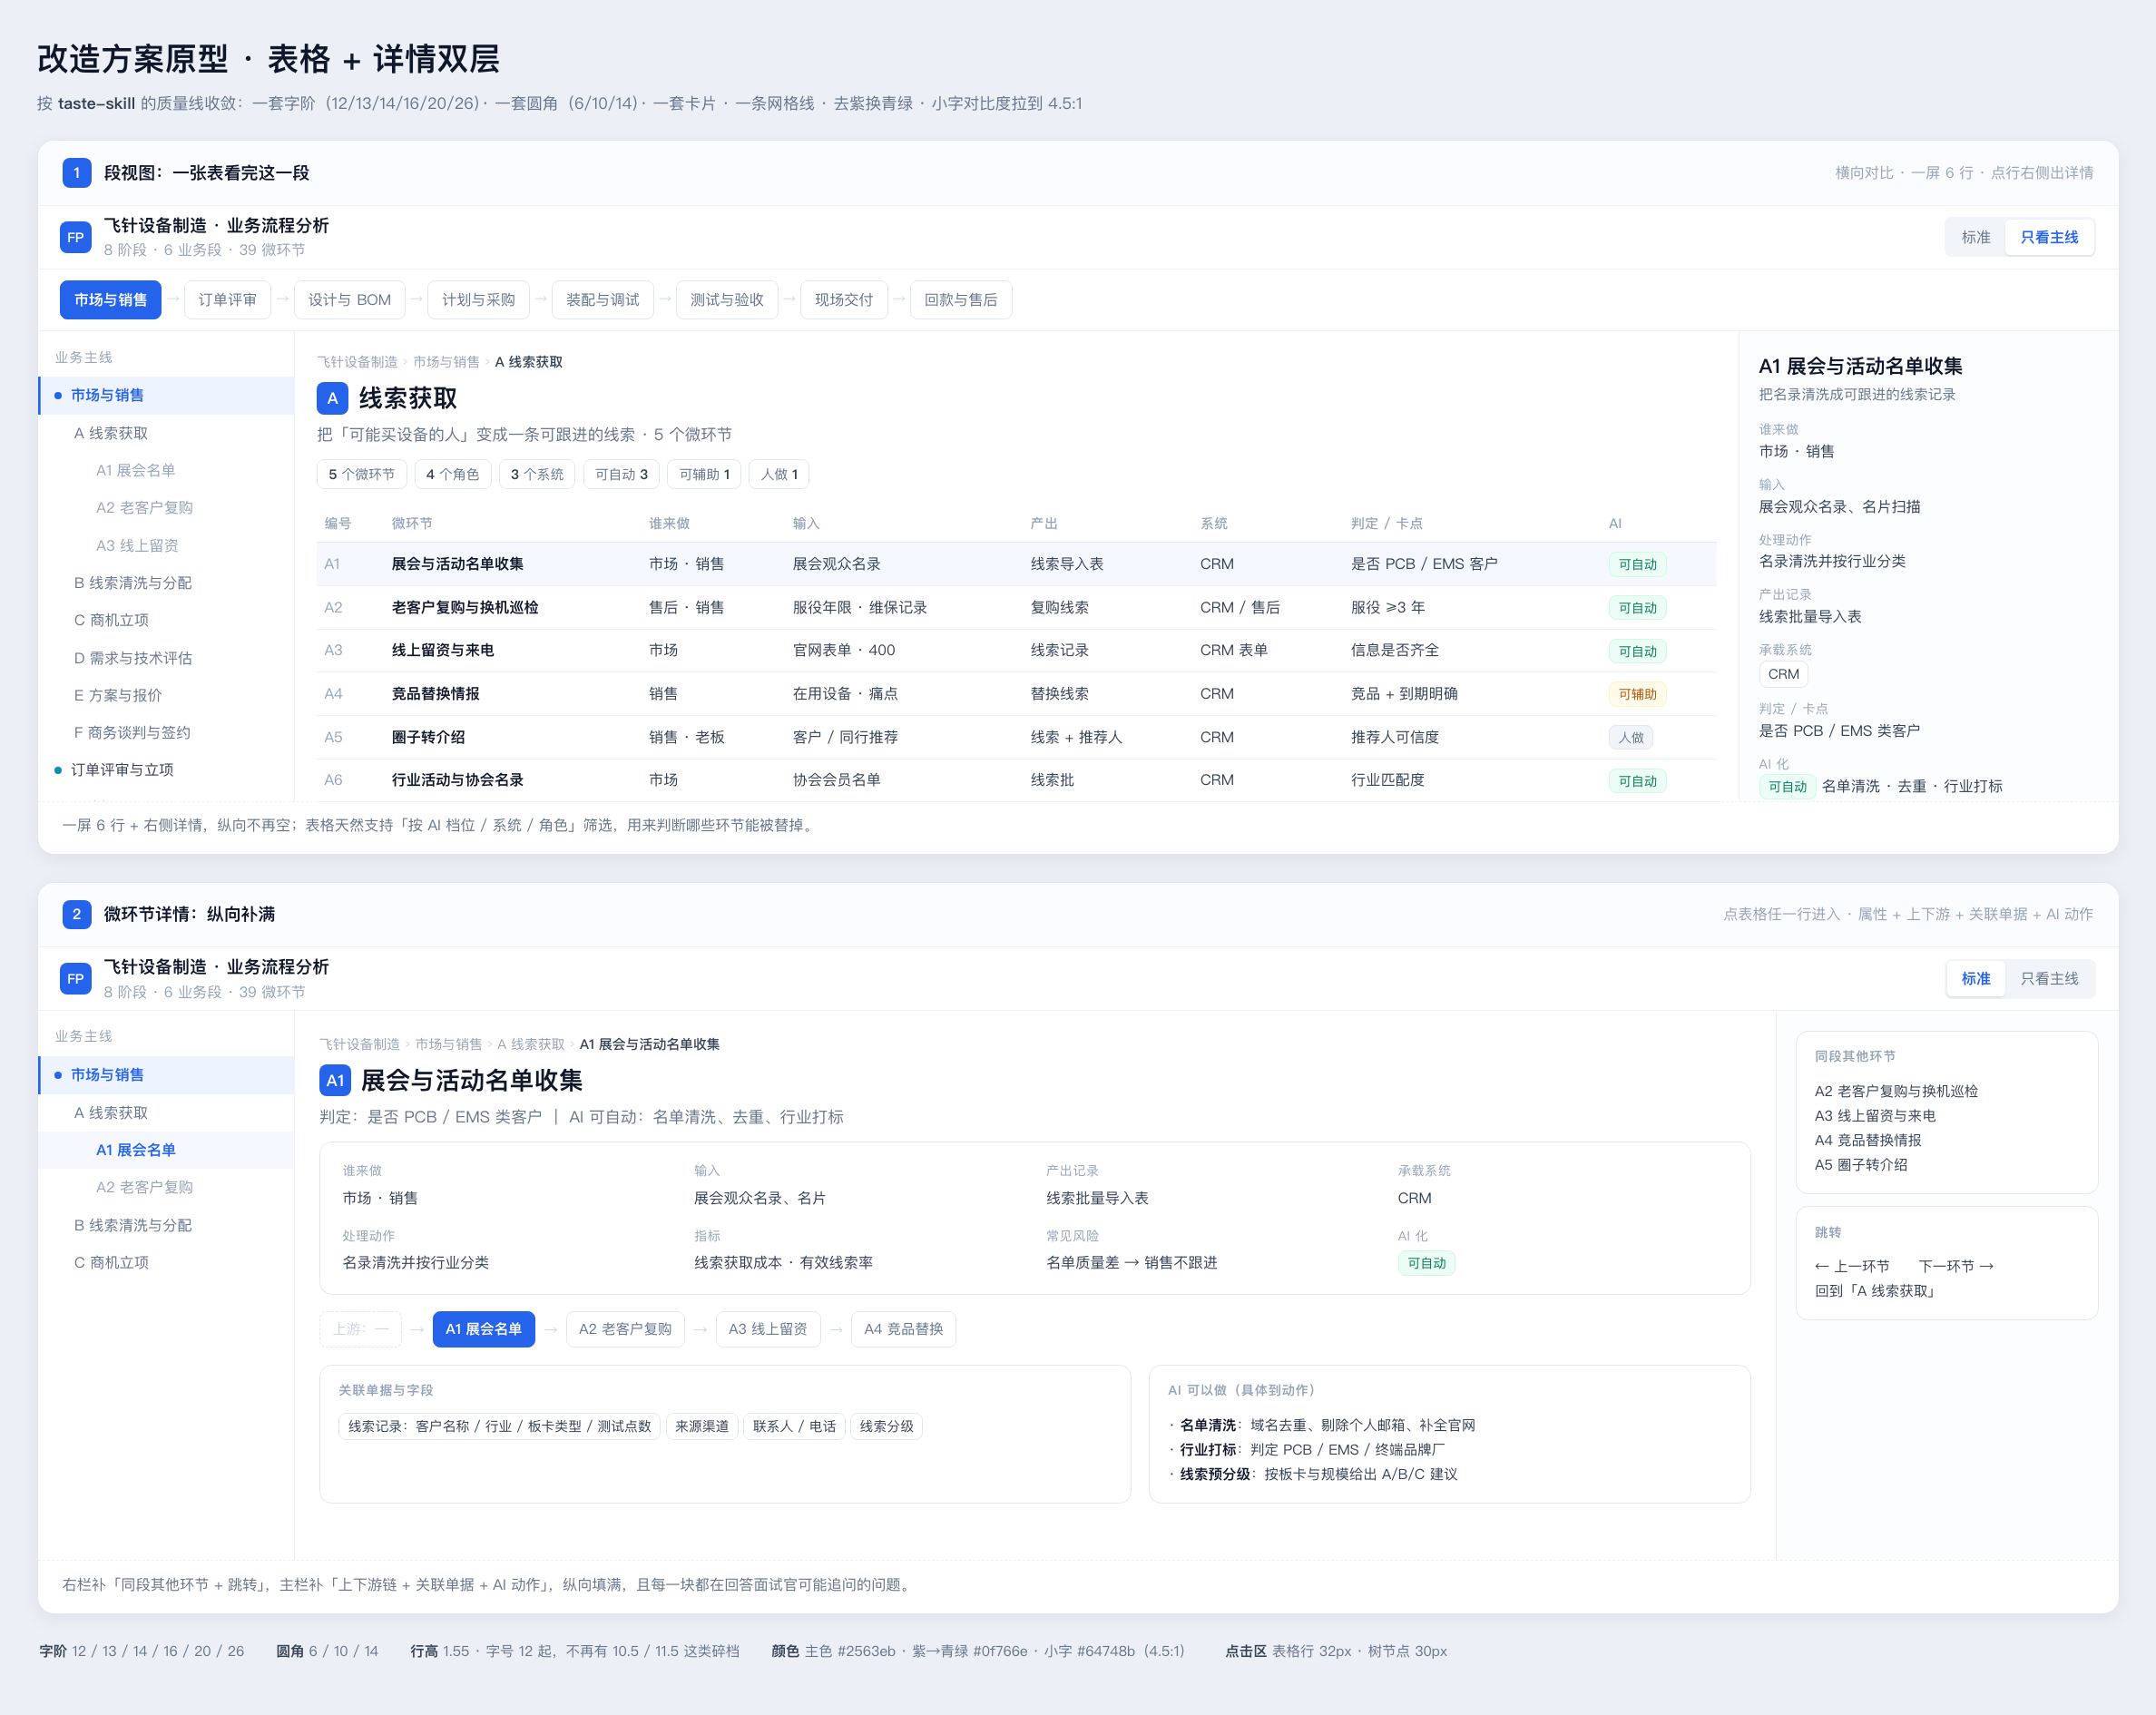 改造方案原型 · 表格 + 详情双层
按 taste-skill 的质量线收敛：一套字阶（12/13/14/16/20/26）· 一套圆角（6/10/14）· 一套卡片 · 一条网格线 · 去紫换青绿 · 小字对比度拉到 4.5:1
1 段视图：一张表看完这一段
横向对比 · 一屏 6 行 · 点行右侧出详情
FP 飞针设备制造 · 业务流程分析
8 阶段 · 6 业务段 · 39 微环节
标准 只看主线
市场与销售 → 订单评审 → 设计与 BOM → 计划与采购 → 装配与调试 → 测试与验收 → 现场交付 → 回款与售后
业务主线
市场与销售
A 线索获取
A1 展会名单
A2 老客户复购
A3 线上留资
B 线索清洗与分配
C 商机立项
D 需求与技术评估
E 方案与报价
F 商务谈判与签约
订单评审与立项
飞针设备制造 › 市场与销售 › A 线索获取
A 线索获取
把「可能买设备的人」变成一条可跟进的线索 · 5 个微环节
5 个微环节 4 个角色 3 个系统 可自动 3 可辅助 1 人做 1
编号 微环节 谁来做 输入 产出 系统 判定 / 卡点 AI
A1 展会与活动名单收集 市场 · 销售 展会观众名录 线索导入表 CRM 是否 PCB / EMS 客户 可自动
A2 老客户复购与换机巡检 售后 · 销售 服役年限 · 维保记录 复购线索 CRM / 售后 服役 ≥3 年 可自动
A3 线上留资与来电 市场 官网表单 · 400 线索记录 CRM 表单 信息是否齐全 可自动
A4 竞品替换情报 销售 在用设备 · 痛点 替换线索 CRM 竞品 + 到期明确 可辅助
A5 圈子转介绍 销售 · 老板 客户 / 同行推荐 线索 + 推荐人 CRM 推荐人可信度 人做
A6 行业活动与协会名录 市场 协会会员名单 线索批 CRM 行业匹配度 可自动
A1 展会与活动名单收集
把名录清洗成可跟进的线索记录
谁来做
市场 · 销售
输入
展会观众名录、名片扫描
处理动作
名录清洗并按行业分类
产出记录
线索批量导入表
承载系统
CRM
判定 / 卡点
是否 PCB / EMS 类客户
AI 化
可自动 名单清洗 · 去重 · 行业打标
一屏 6 行 + 右侧详情，纵向不再空；表格天然支持「按 AI 档位 / 系统 / 角色」筛选，用来判断哪些环节能被替掉。
2 微环节详情：纵向补满
点表格任一行进入 · 属性 + 上下游 + 关联单据 + AI 动作
FP 飞针设备制造 · 业务流程分析
8 阶段 · 6 业务段 · 39 微环节
标准 只看主线
业务主线
市场与销售
A 线索获取
A1 展会名单
A2 老客户复购
B 线索清洗与分配
C 商机立项
飞针设备制造 › 市场与销售 › A 线索获取 › A1 展会与活动名单收集
A1 展会与活动名单收集
判定：是否 PCB / EMS 类客户 ｜ AI 可自动：名单清洗、去重、行业打标
谁来做 输入 产出记录 承载系统
市场 · 销售 展会观众名录、名片 线索批量导入表 CRM
处理动作 指标 常见风险 AI 化
名录清洗并按行业分类 线索获取成本 · 有效线索率 名单质量差 → 销售不跟进 可自动
上游：— → A1 展会名单 → A2 老客户复购 → A3 线上留资 → A4 竞品替换
关联单据与字段
线索记录：客户名称 / 行业 / 板卡类型 / 测试点数 来源渠道 联系人 / 电话 线索分级
AI 可以做（具体到动作）
· 名单清洗：域名去重、剔除个人邮箱、补全官网
· 行业打标：判定 PCB / EMS / 终端品牌厂
· 线索预分级：按板卡与规模给出 A/B/C 建议
同段其他环节
A2 老客户复购与换机巡检
A3 线上留资与来电
A4 竞品替换情报
A5 圈子转介绍
跳转
← 上一环节 下一环节 →
回到「A 线索获取」
右栏补「同段其他环节 + 跳转」，主栏补「上下游链 + 关联单据 + AI 动作」，纵向填满，且每一块都在回答面试官可能追问的问题。
字阶 12 / 13 / 14 / 16 / 20 / 26 圆角 6 / 10 / 14 行高 1.55 · 字号 12 起，不再有 10.5 / 11.5 这类碎档 颜色 主色 #2563eb · 紫→青绿 #0f766e · 小字 #64748b（4.5:1） 点击区 表格行 32px · 树节点 30px